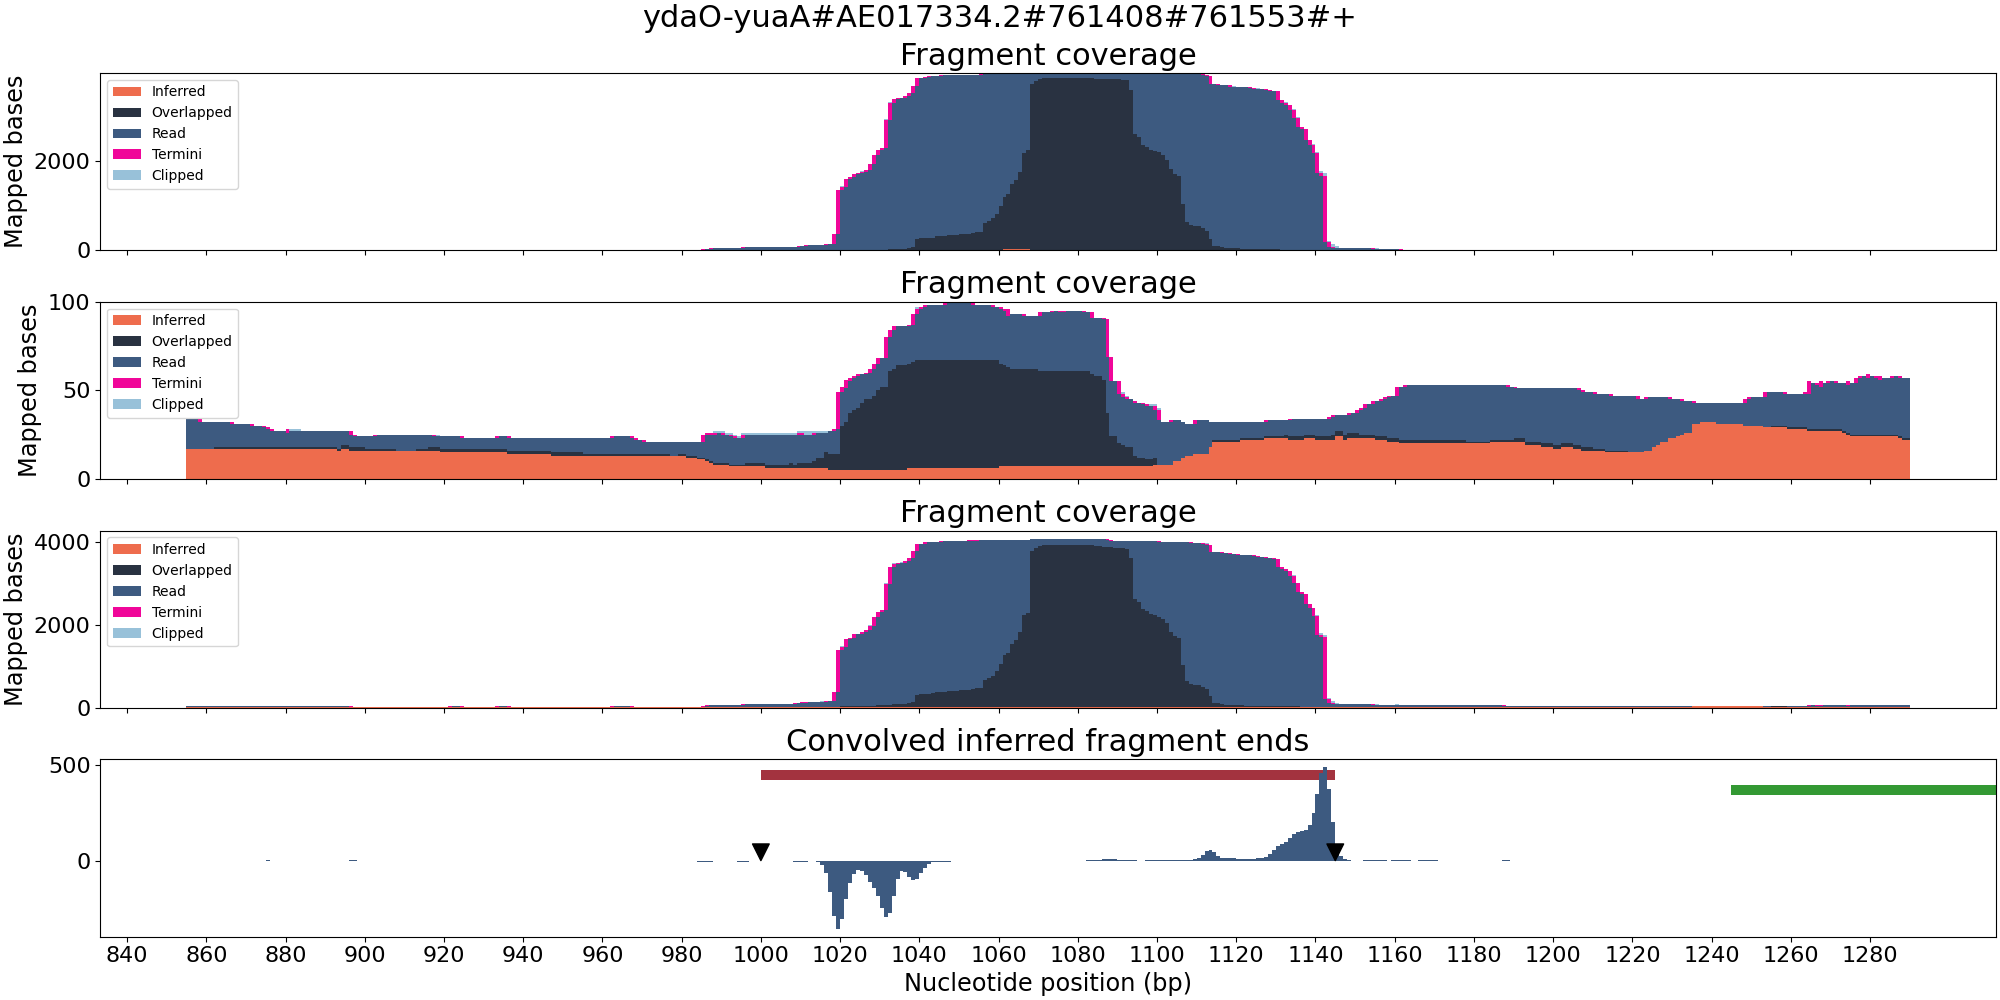 ydaO-yuaA#AE017334.2#761408#761553#+
Fragment coverage
Mapped bases
2000
0
Inferred
Overlapped
Read
Termini
Clipped
Fragment coverage
Mapped bases
100
50
0
Inferred
Overlapped
Read
Termini
Clipped
Fragment coverage
Mapped bases
4000
2000
0
Inferred
Overlapped
Read
Termini
Clipped
Convolved inferred fragment ends
500
0
840 860 880 900 920 940 960 980 1000 1020 1040 1060 1080 1100 1120 1140 1160 1180 1200 1220 1240 1260 1280
Nucleotide position (bp)